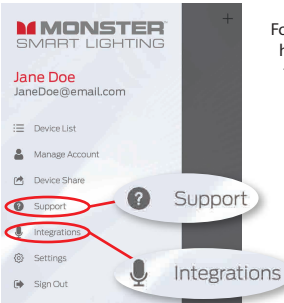 MONSTER
SMART LIGHTING
Jane Doe
JaneDoe@email.com
Device List
Manage Account
Device Share
Support
Integrations
Settings
Sign Out
Support
Integrations
+
Fo
h